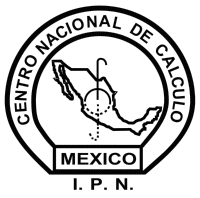 CENTRO NACIONAL DE CALCULO
MEXICO
I. P. N.